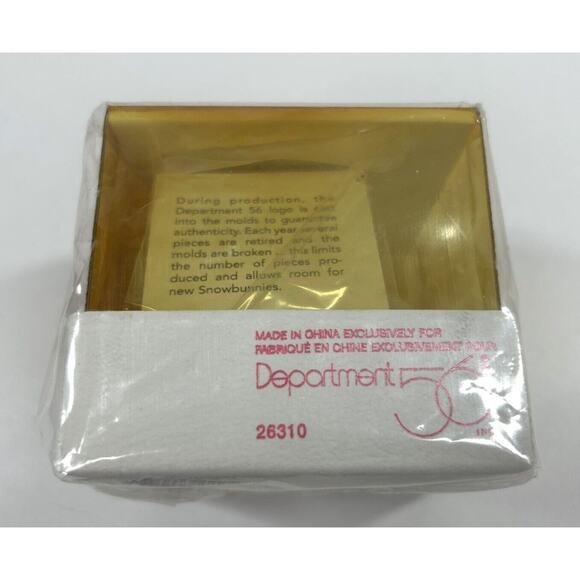 During production, the
Department 56 logo is cast
into the molds to guarantee
authenticity. Each year several
pieces are retired and the
molds are broken ... this limits
the number of pieces pro-
duced and allows room for
new Snowbunnies.
MADE IN CHINA EXCLUSIVELY FOR
FABRIQUÉ EN CHINE EXCLUSIVEMENT POUR
Department 56
INC
26310